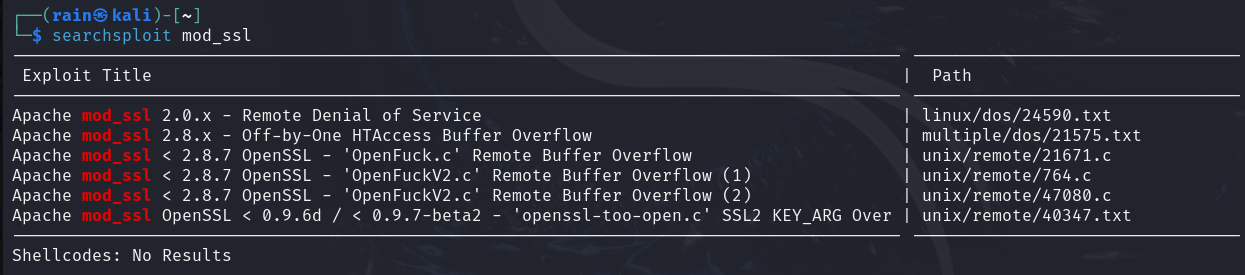 ┌──(rain㉿kali)-[~]
└─$ searchsploit mod_ssl
Exploit Title | Path
Apache mod_ssl 2.0.x - Remote Denial of Service | linux/dos/24590.txt
Apache mod_ssl 2.8.x - Off-by-One HTAccess Buffer Overflow | multiple/dos/21575.txt
Apache mod_ssl < 2.8.7 OpenSSL - 'OpenFuck.c' Remote Buffer Overflow | unix/remote/21671.c
Apache mod_ssl < 2.8.7 OpenSSL - 'OpenFuckV2.c' Remote Buffer Overflow (1) | unix/remote/764.c
Apache mod_ssl < 2.8.7 OpenSSL - 'OpenFuckV2.c' Remote Buffer Overflow (2) | unix/remote/47080.c
Apache mod_ssl OpenSSL < 0.9.6d / < 0.9.7-beta2 - 'openssl-too-open.c' SSL2 KEY_ARG Over | unix/remote/40347.txt
Shellcodes: No Results